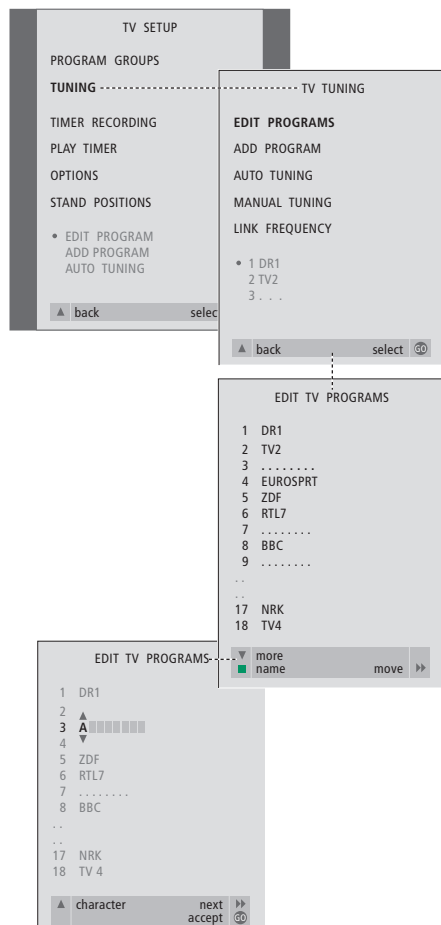 TV SETUP
PROGRAM GROUPS
TUNING
TIMER RECORDING
PLAY TIMER
OPTIONS
STAND POSITIONS
• EDIT PROGRAM
ADD PROGRAM
AUTO TUNING
▲ back selec
TV TUNING
EDIT PROGRAMS
ADD PROGRAM
AUTO TUNING
MANUAL TUNING
LINK FREQUENCY
• 1 DR1
2 TV2
3 . . .
▲ back select GO
EDIT TV PROGRAMS
1 DR1
2 TV2
3 ........
4 EUROSPRT
5 ZDF
6 RTL7
7 ........
8 BBC
9 ........
. .
. .
17 NRK
18 TV4
▼ more
name move
EDIT TV PROGRAMS
1 DR1
2
3 A
4
5 ZDF
6 RTL7
7 ........
8 BBC
. .
. .
17 NRK
18 TV 4
▲ character next
accept GO